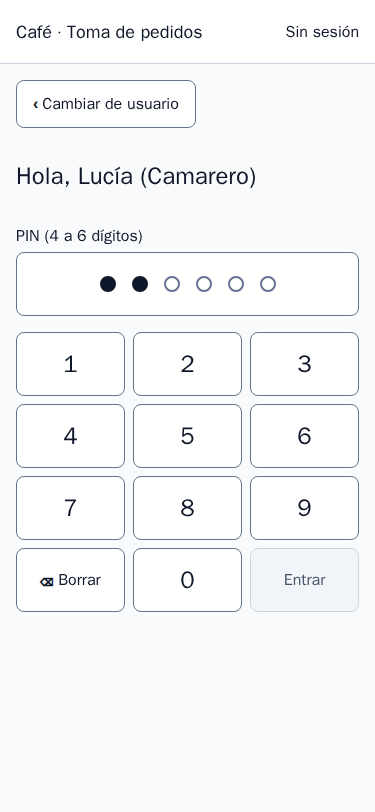 Café · Toma de pedidos Sin sesión
‹ Cambiar de usuario
Hola, Lucía (Camarero)
PIN (4 a 6 dígitos)
1 2 3
4 5 6
7 8 9
⌫ Borrar 0 Entrar